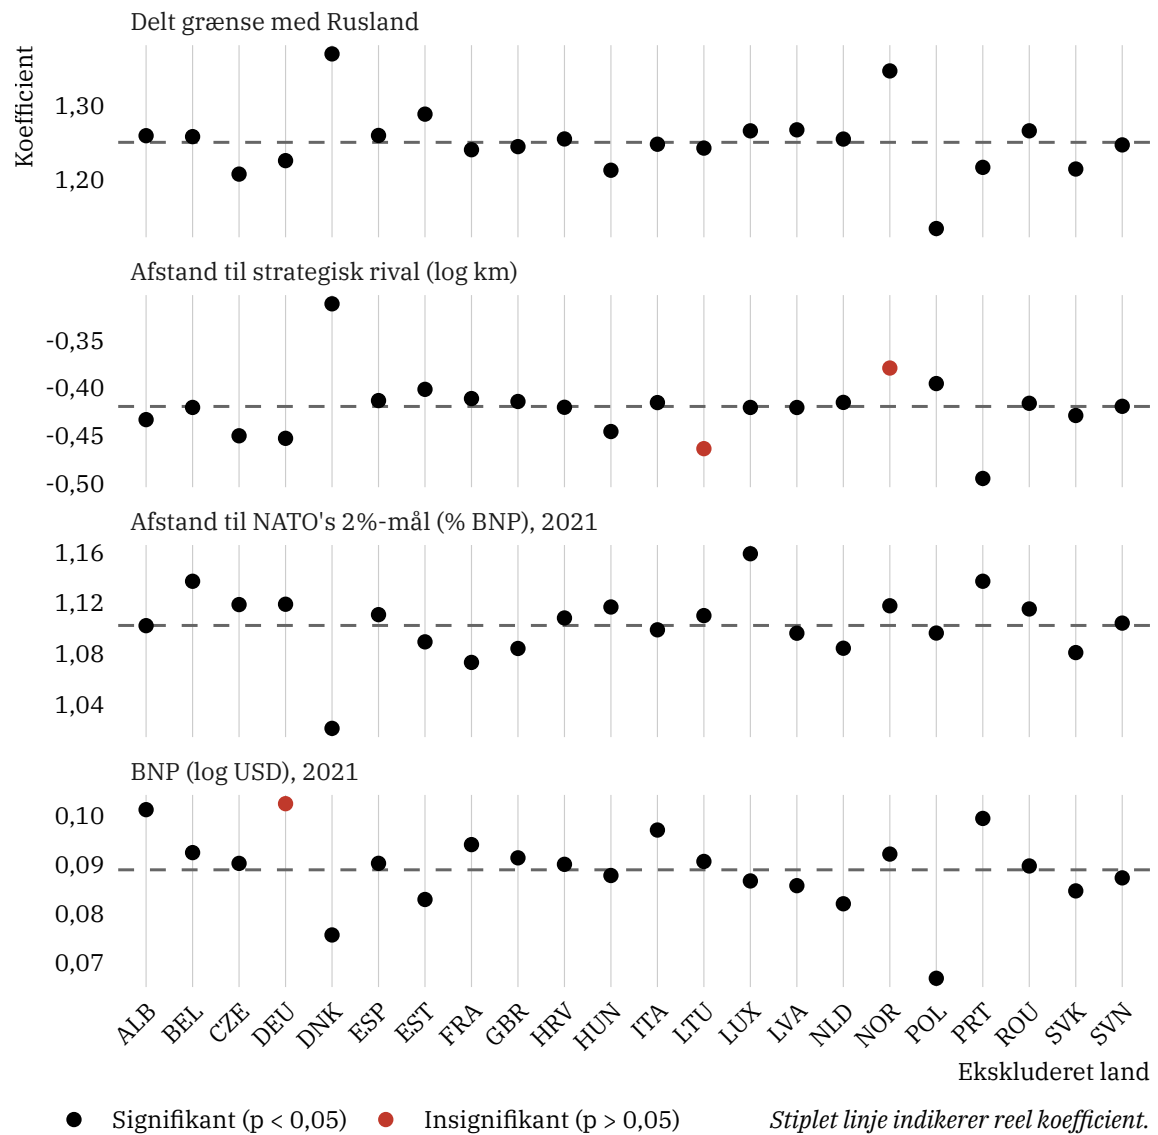 Delt grænse med Rusland
Koefficient
1,30
1,20
Afstand til strategisk rival (log km)
-0,35
-0,40
-0,45
-0,50
Afstand til NATO's 2%-mål (% BNP), 2021
1,16
1,12
1,08
1,04
BNP (log USD), 2021
0,10
0,09
0,08
0,07
ALB BEL CZE DEU DNK ESP EST FRA GBR HRV HUN ITA LTU LUX LVA NLD NOR POL PRT ROU SVK SVN
Ekskluderet land
Signifikant (p < 0,05) Insignifikant (p > 0,05) Stiplet linje indikerer reel koefficient.